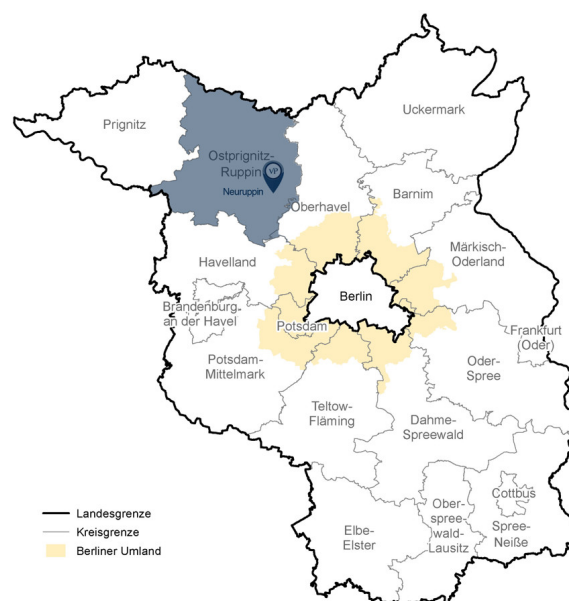 Uckermark
Prignitz
Ostprignitz-
Ruppin
VP
Neuruppin
Barnim
Oberhavel
Märkisch-
Oderland
Havelland
Berlin
Brandenburg
an der Havel
Potsdam
Frankfurt
(Oder)
Potsdam-
Mittelmark
Oder-
Spree
Teltow-
Fläming
Dahme-
Spreewald
Cottbus
Ober-
spree-
wald-
Lausitz
Spree-
Neiße
Elbe-
Elster
Landesgrenze
Kreisgrenze
Berliner Umland